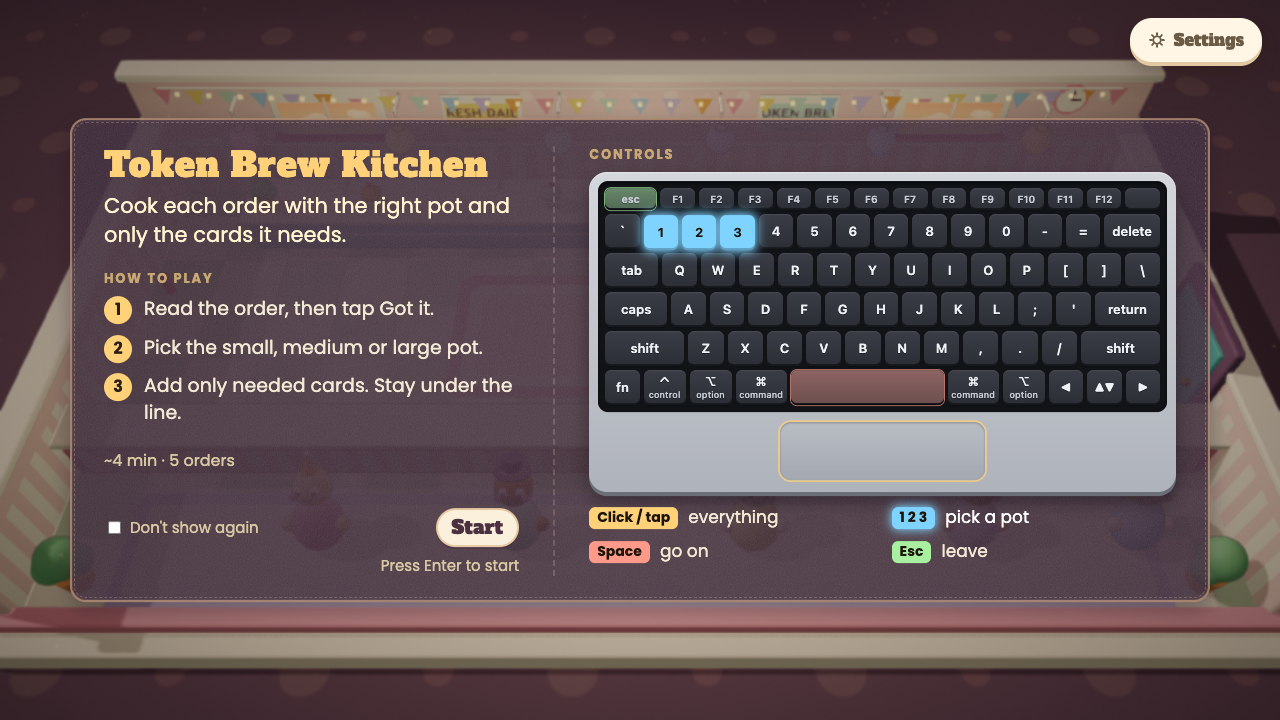 Settings
Token Brew Kitchen
Cook each order with the right pot and
only the cards it needs.
HOW TO PLAY
1 Read the order, then tap Got it.
2 Pick the small, medium or large pot.
3 Add only needed cards. Stay under the
line.
~4 min · 5 orders
Don't show again
Start
Press Enter to start
CONTROLS
esc F1 F2 F3 F4 F5 F6 F7 F8 F9 F10 F11 F12
` 1 2 3 4 5 6 7 8 9 0 - = delete
tab Q W E R T Y U I O P [ ] \
caps A S D F G H J K L ; ' return
shift Z X C V B N M , . / shift
fn ^ control ⌥ option ⌘ command ⌘ command ⌥ option ◀ ▲▼ ▶
Click / tap everything
1 2 3 pick a pot
Space go on
Esc leave